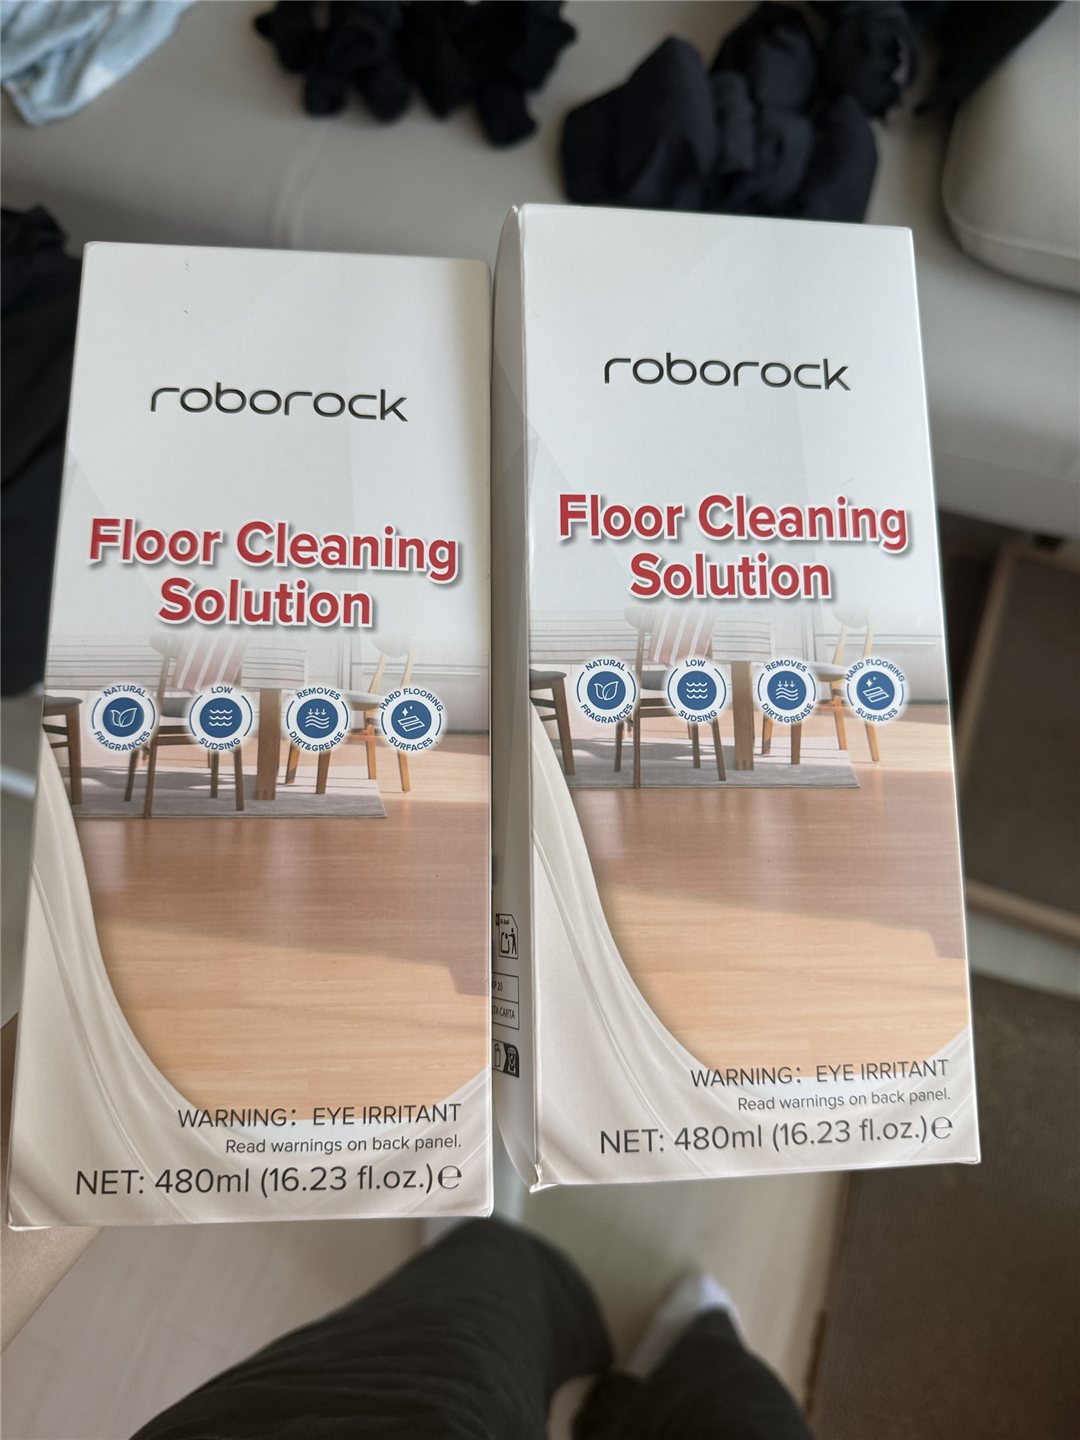 roborock
Floor Cleaning
Solution
NATURAL
FRAGRANCES
LOW
SUDSING
REMOVES
DIRT&GREASE
HARD FLOORING
SURFACES
WARNING: EYE IRRITANT
Read warnings on back panel.
NET: 480ml (16.23 fl.oz.)℮
roborock
Floor Cleaning
Solution
NATURAL
FRAGRANCES
LOW
SUDSING
REMOVES
DIRT&GREASE
HARD FLOORING
SURFACES
WARNING: EYE IRRITANT
Read warnings on back panel.
NET: 480ml (16.23 fl.oz.)℮
20
CARTA